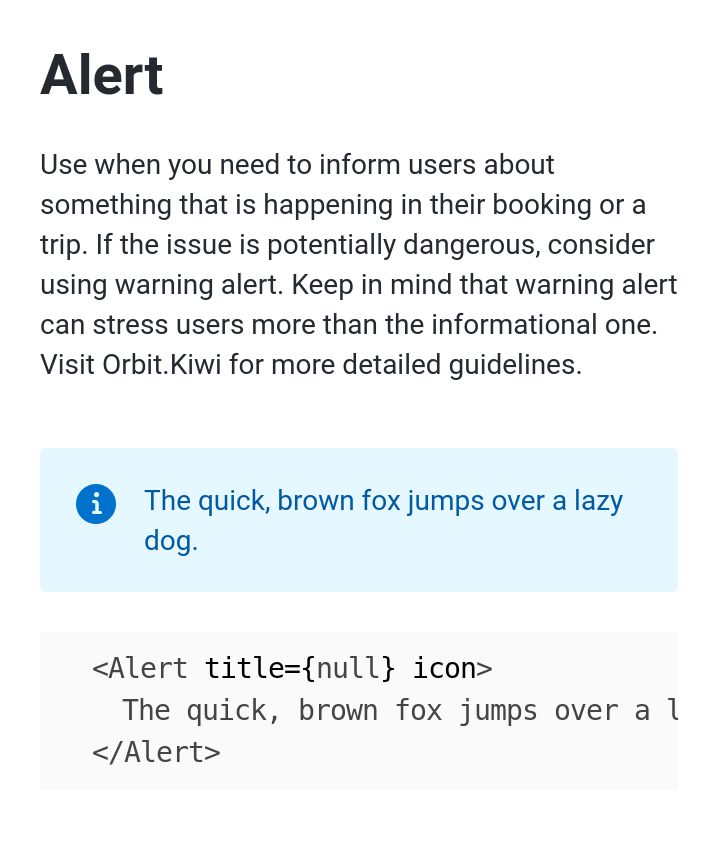 Alert
Use when you need to inform users about
something that is happening in their booking or a
trip. If the issue is potentially dangerous, consider
using warning alert. Keep in mind that warning alert
can stress users more than the informational one.
Visit Orbit.Kiwi for more detailed guidelines.
The quick, brown fox jumps over a lazy
dog.
<Alert title={null} icon>
The quick, brown fox jumps over a l
</Alert>